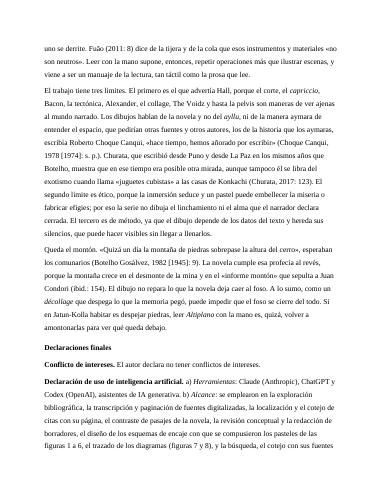 uno se derrite. Fuão (2011: 8) dice de la tijera y de la cola que esos instrumentos y materiales «no
son neutros». Leer con la mano supone, entonces, repetir operaciones más que ilustrar escenas, y
viene a ser un manuaje de la lectura, tan táctil como la prosa que lee.
El trabajo tiene tres límites. El primero es el que advertía Hall, porque el corte, el capriccio,
Bacon, la tectónica, Alexander, el collage, The Voidz y hasta la pelvis son maneras de ver ajenas
al mundo narrado. Los dibujos hablan de la novela y no del ayllu, ni de la manera aymara de
entender el espacio, que pedirían otras fuentes y otros autores, los de la historia que los aymaras,
escribía Roberto Choque Canqui, «hace tiempo, hemos añorado por escribir» (Choque Canqui,
1978 [1974]: s. p.). Churata, que escribió desde Puno y desde La Paz en los mismos años que
Botelho, muestra que en ese tiempo era posible otra mirada, aunque tampoco él se libra del
exotismo cuando llama «juguetes cubistas» a las casas de Konkachi (Churata, 2017: 123). El
segundo límite es ético, porque la inmersión seduce y un pastel puede embellecer la miseria o
fabricar efigies; por eso la serie no dibuja el linchamiento ni el alma que el narrador declara
cerrada. El tercero es de método, ya que el dibujo depende de los datos del texto y hereda sus
silencios, que puede hacer visibles sin llegar a llenarlos.
Queda el montón. «Quizá un día la montaña de piedras sobrepase la altura del cerro», esperaban
los comunarios (Botelho Gosálvez, 1982 [1945]: 9). La novela cumple esa profecía al revés,
porque la montaña crece en el desmonte de la mina y en el «informe montón» que sepulta a Juan
Condori (ibid.: 154). El dibujo no repara lo que la novela deja caer al foso. A lo sumo, como un
décollage que despega lo que la memoria pegó, puede impedir que el foso se cierre del todo. Si
en Jatun-Kolla habitar es despejar piedras, leer Altiplano con la mano es, quizá, volver a
amontonarlas para ver qué queda debajo.
Declaraciones finales
Conflicto de intereses. El autor declara no tener conflictos de intereses.
Declaración de uso de inteligencia artificial. a) Herramientas: Claude (Anthropic), ChatGPT y
Codex (OpenAI), asistentes de IA generativa. b) Alcance: se emplearon en la exploración
bibliográfica, la transcripción y paginación de fuentes digitalizadas, la localización y el cotejo de
citas con su página, el contraste de pasajes de la novela, la revisión conceptual y la redacción de
borradores, el diseño de los esquemas de encaje con que se compusieron los pasteles de las
figuras 1 a 6, el trazado de los diagramas (figuras 7 y 8), y la búsqueda, el cotejo con sus fuentes